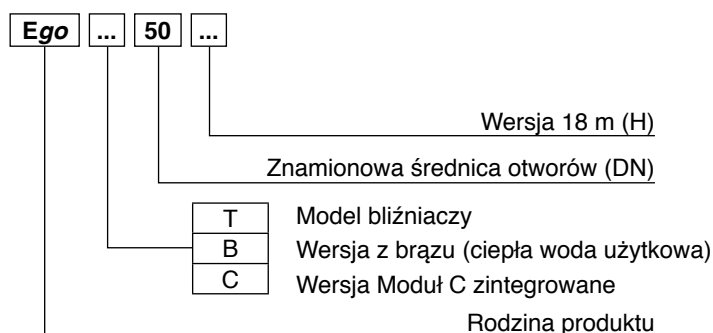 Ego ... 50 ...
Wersja 18 m (H)
Znamionowa średnica otworów (DN)
T Model bliźniaczy
B Wersja z brązu (ciepła woda użytkowa)
C Wersja Moduł C zintegrowane
Rodzina produktu